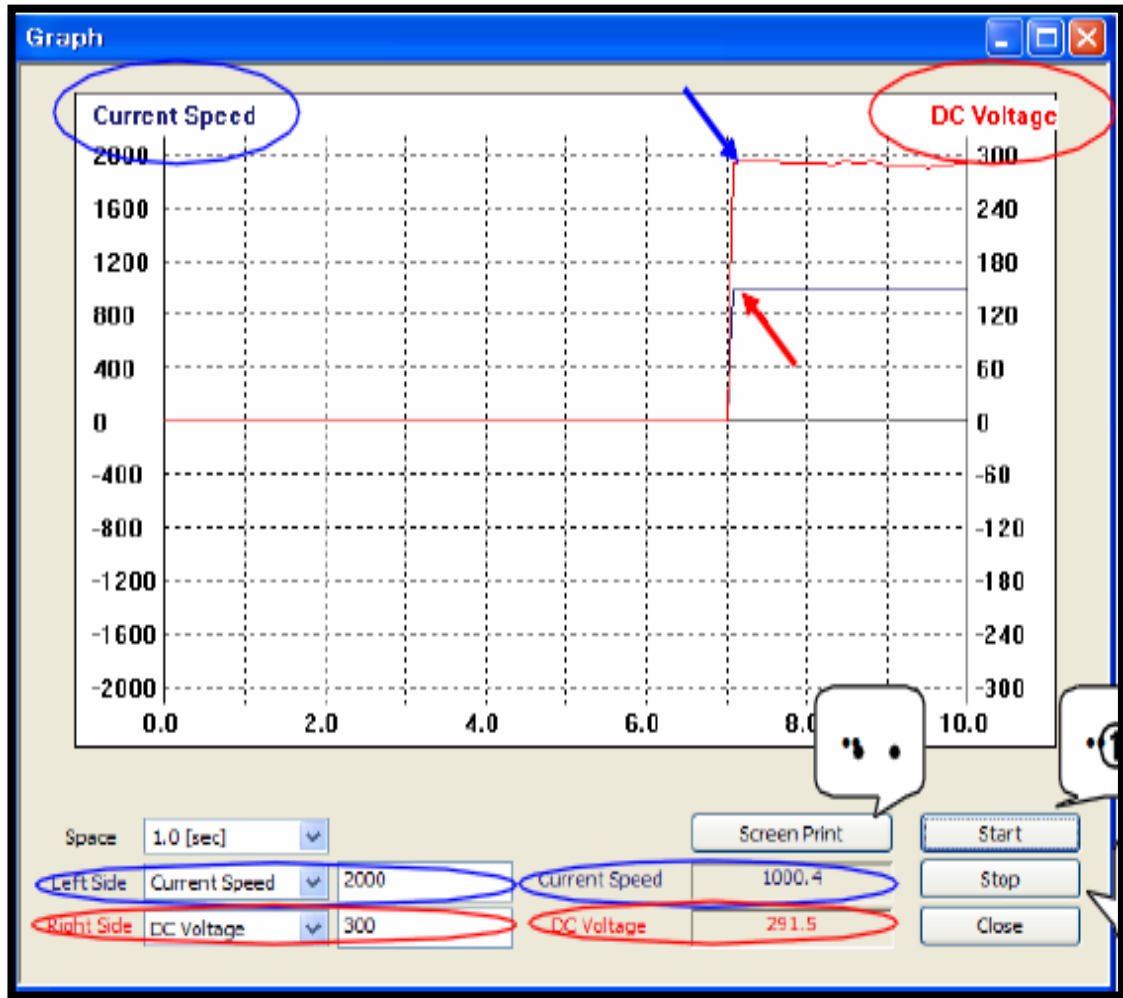 Graph
Current Speed DC Voltage
2000 300
1600 240
1200 180
800 120
400 60
0 0
-400 -60
-800 -120
-1200 -180
-1600 -240
-2000 -300
0.0 2.0 4.0 6.0 8.0 10.0
Space 1.0 [sec] Screen Print Start
Left Side Current Speed 2000 Current Speed 1000.4 Stop
Right Side DC Voltage 300 DC Voltage 291.5 Close